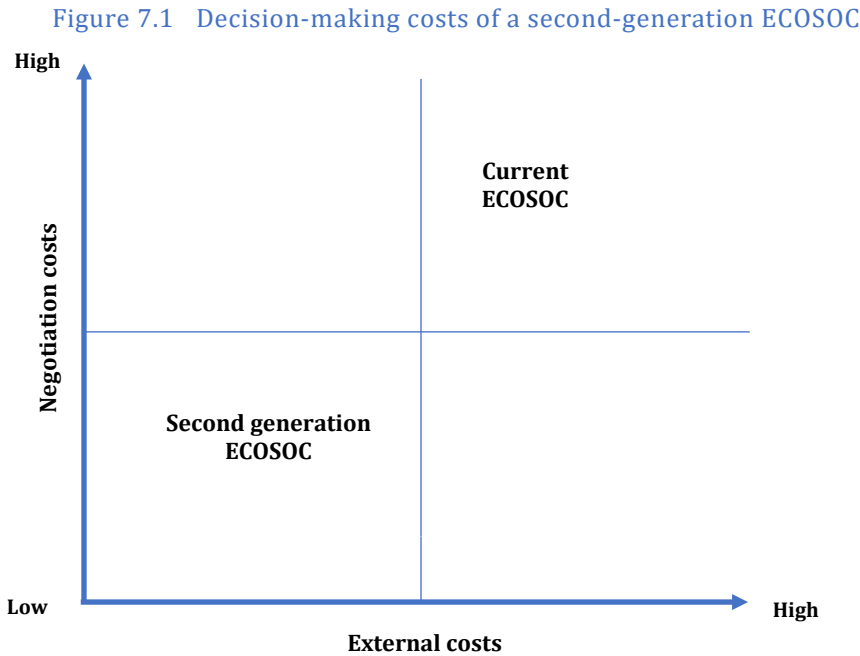 Figure 7.1 Decision-making costs of a second-generation ECOSOC
High
Current
ECOSOC
Negotiation costs
Second generation
ECOSOC
Low
High
External costs